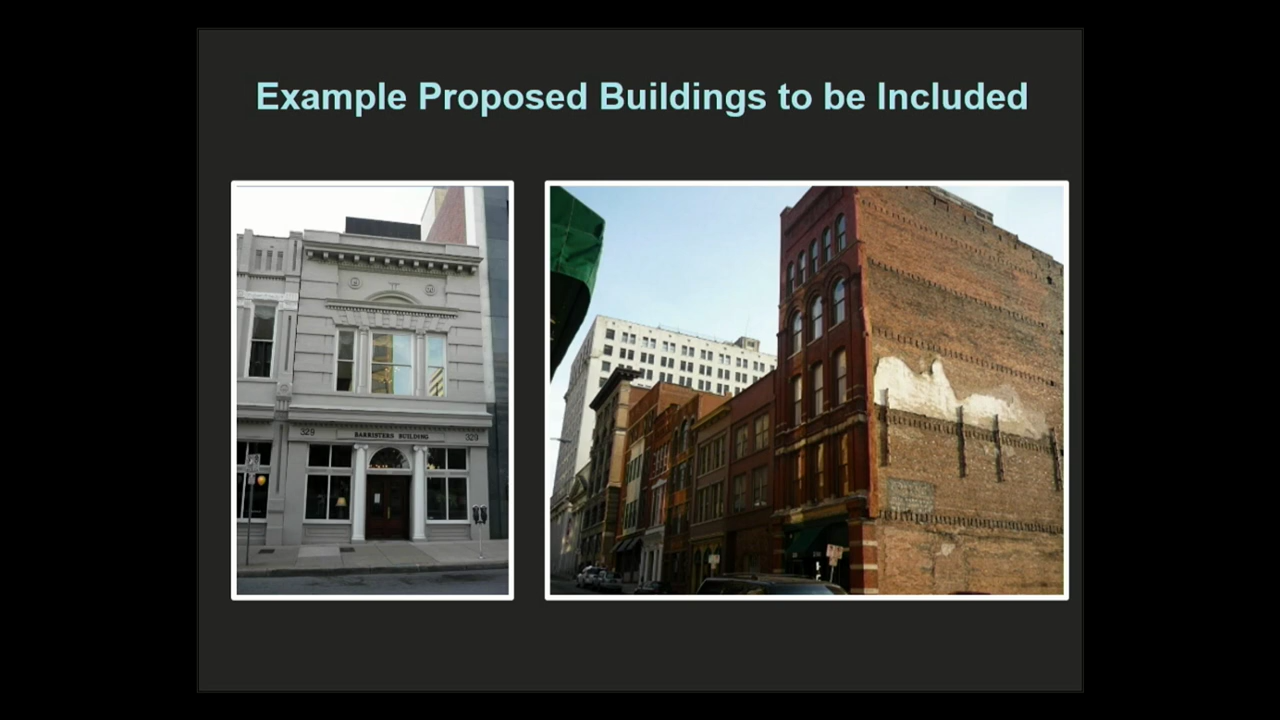 Example Proposed Buildings to be Included
329 BARRISTERS BUILDING 329